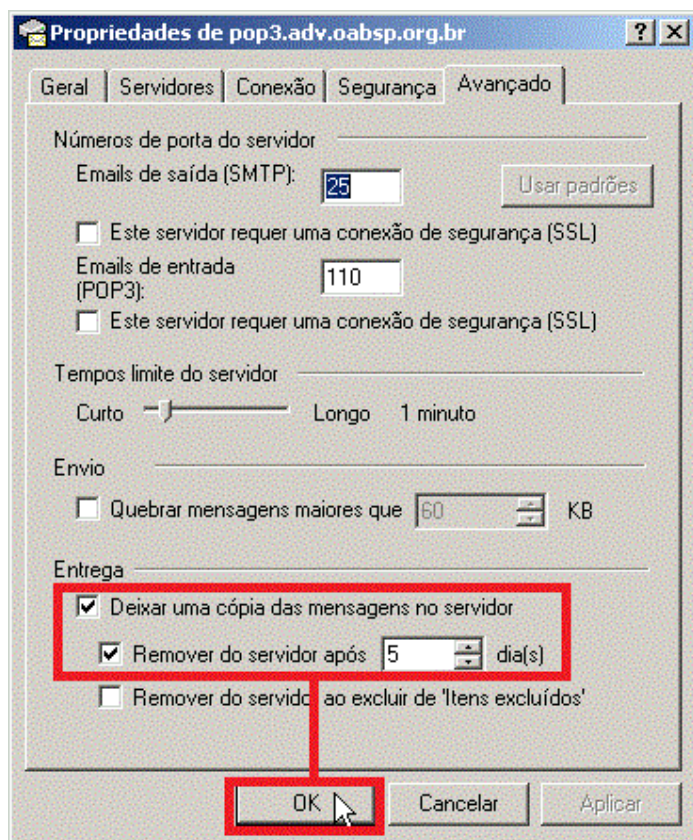 Propriedades de pop3.adv.oabsp.org.br
Geral Servidores Conexão Segurança Avançado
Números de porta do servidor
Emails de saída (SMTP): 25 Usar padrões
Este servidor requer uma conexão de segurança (SSL)
Emails de entrada
(POP3): 110
Este servidor requer uma conexão de segurança (SSL)
Tempos limite do servidor
Curto Longo 1 minuto
Envio
Quebrar mensagens maiores que 60 KB
Entrega
Deixar uma cópia das mensagens no servidor
Remover do servidor após 5 dia(s)
Remover do servidor ao excluir de 'Itens excluídos'
OK Cancelar Aplicar